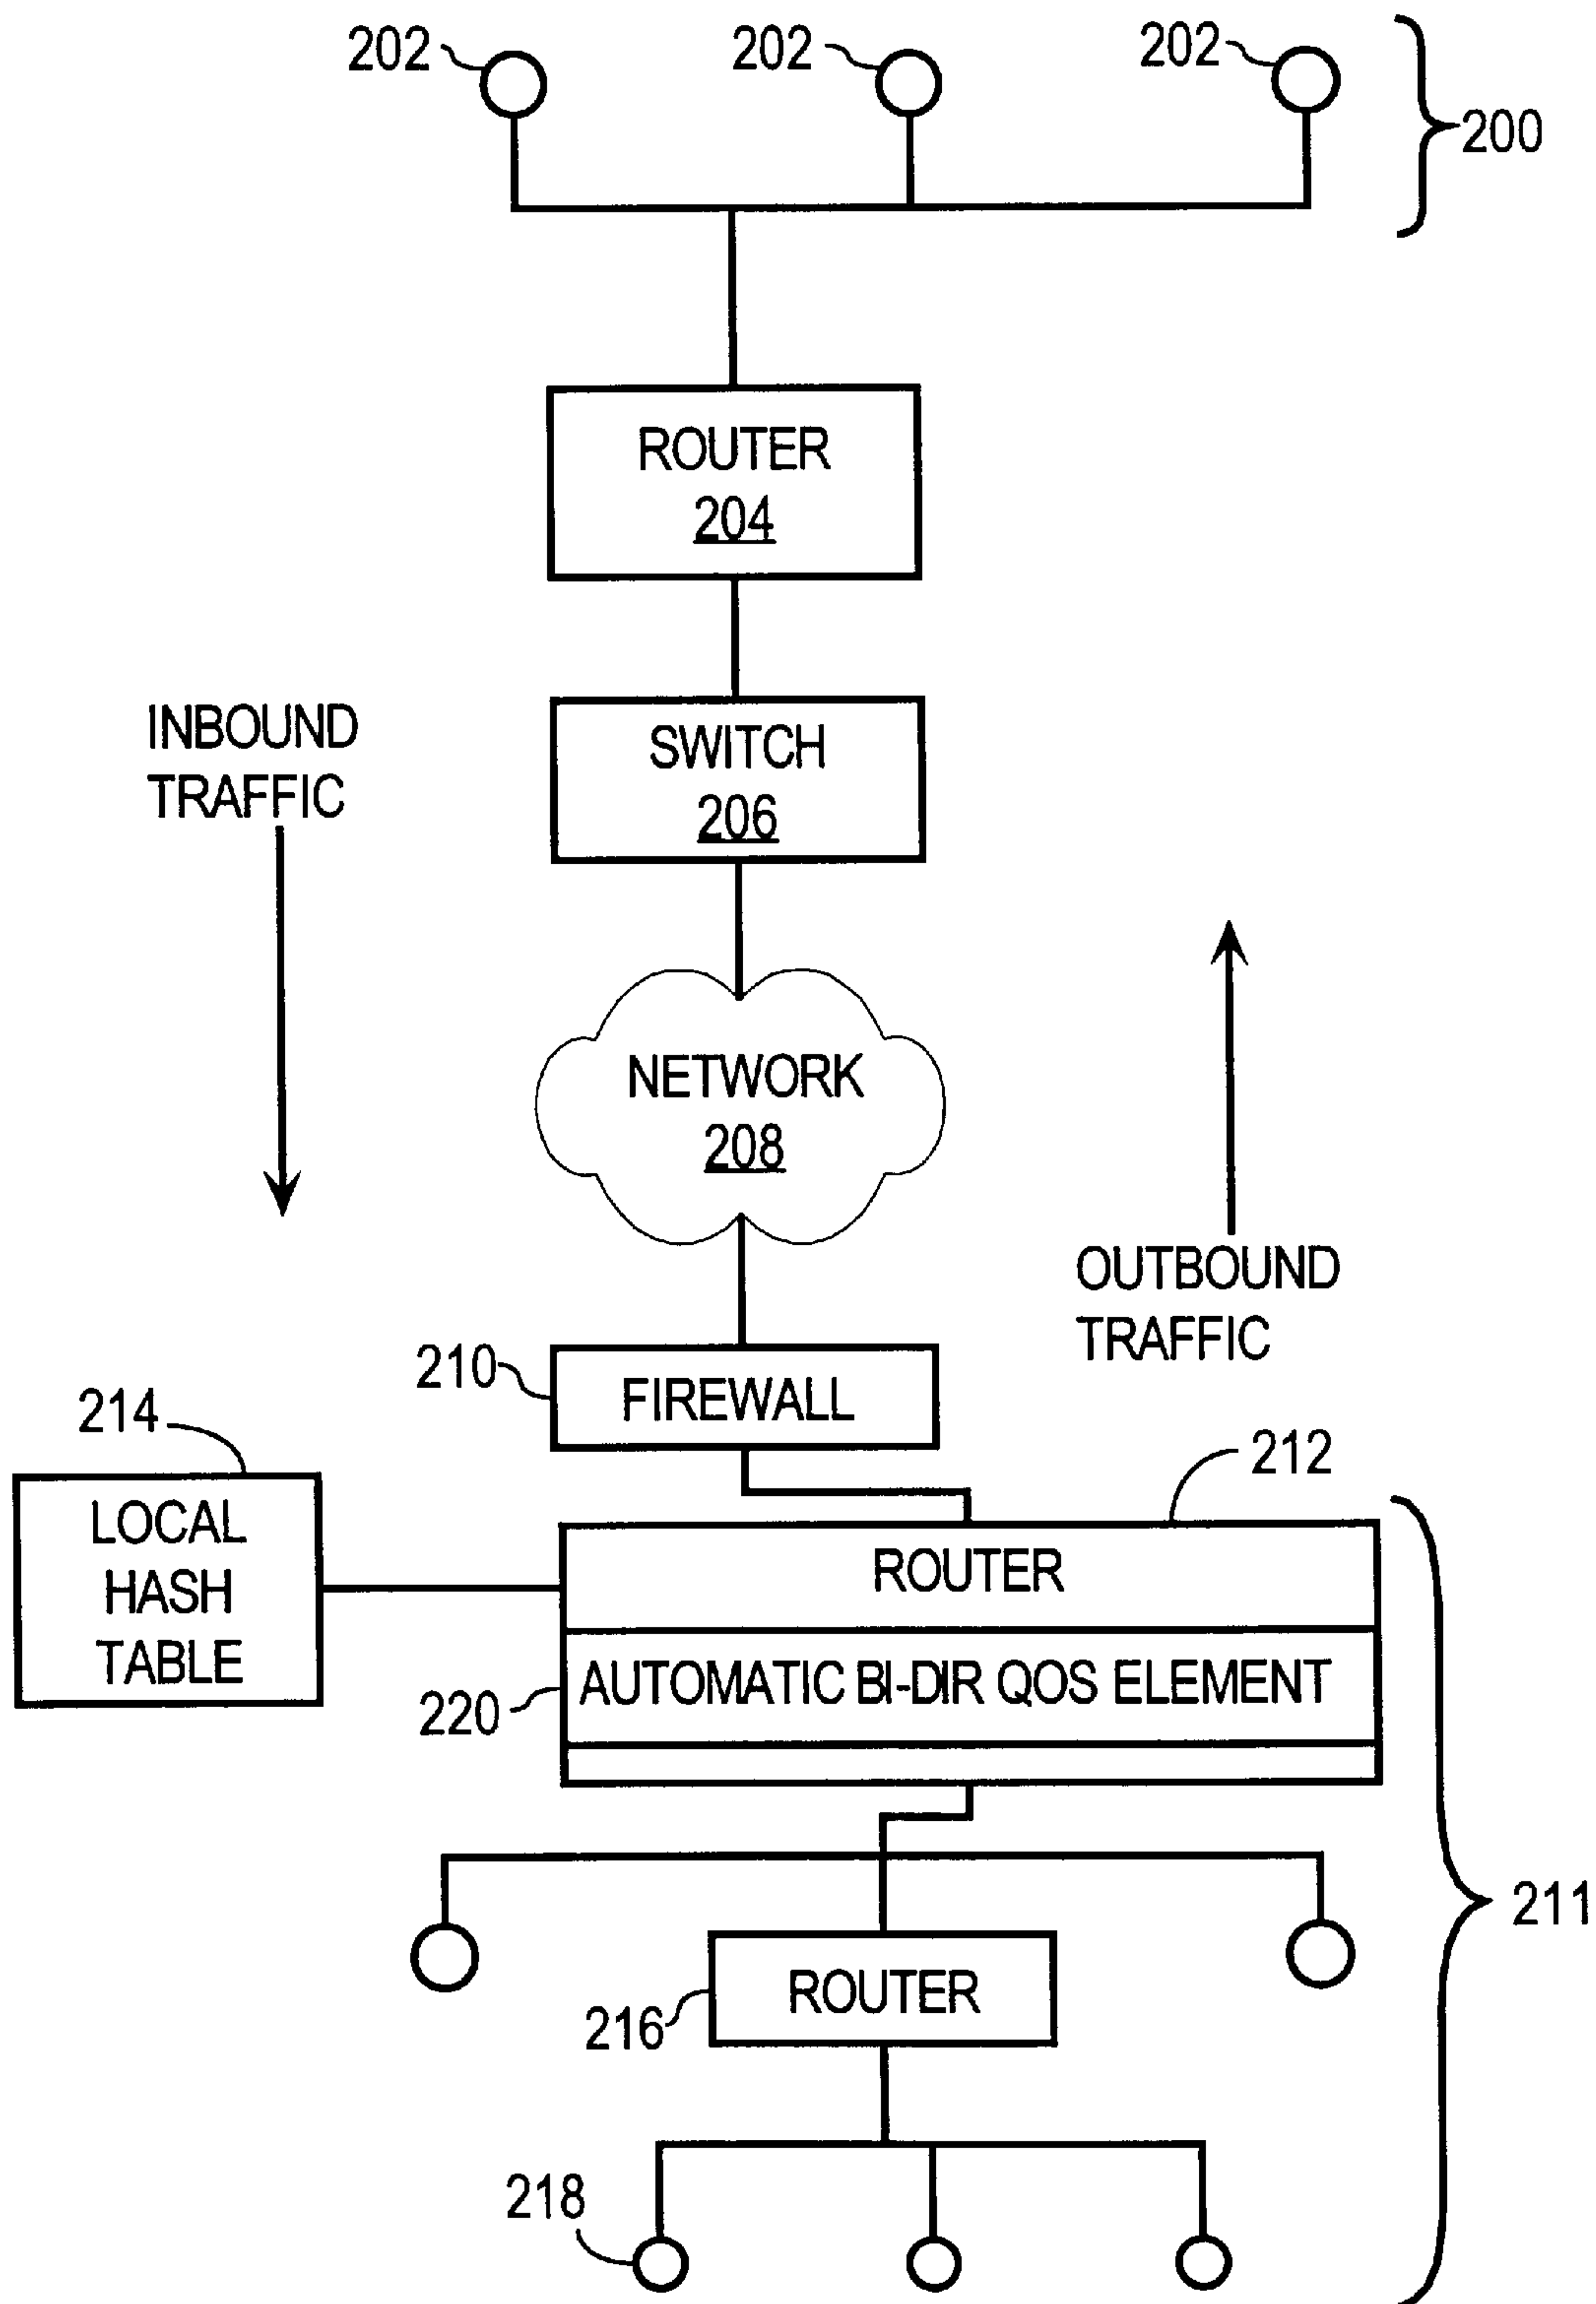 202
202
202
200
ROUTER
204
SWITCH
206
INBOUND
TRAFFIC
NETWORK
208
OUTBOUND
TRAFFIC
210
FIREWALL
214
212
LOCAL
HASH
TABLE
ROUTER
220
AUTOMATIC BI-DIR QOS ELEMENT
211
216
ROUTER
218